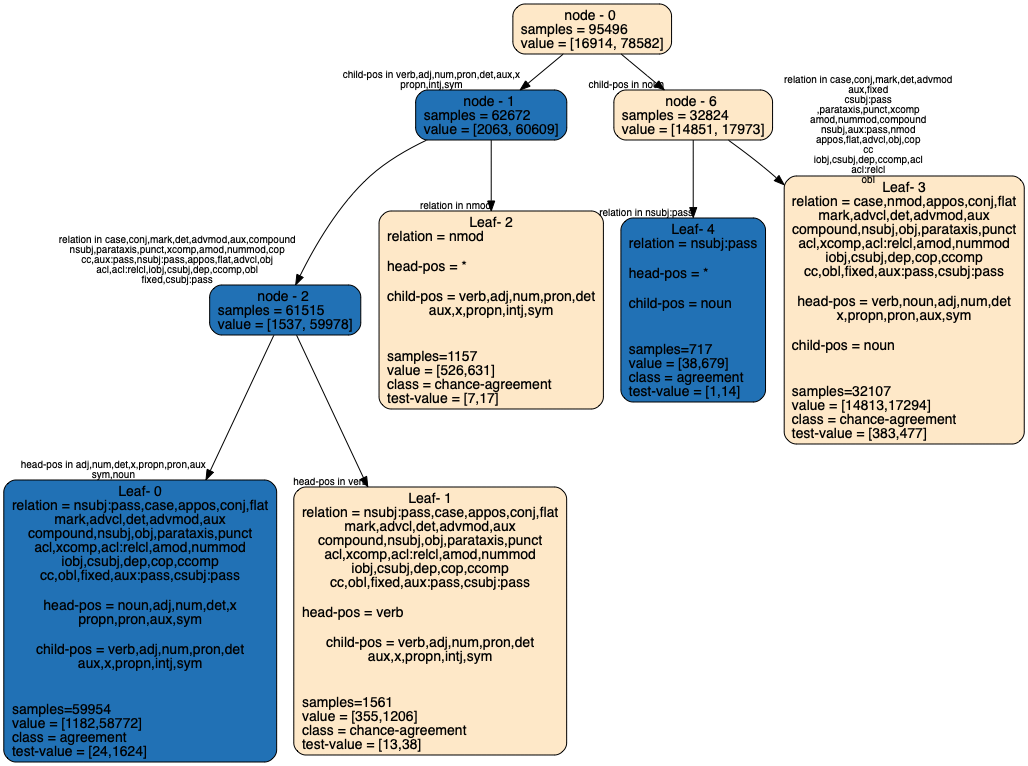 node - 0
samples = 95496
value = [16914, 78582]
child-pos in verb,adj,num,pron,det,aux,x
propn,intj,sym
node - 1
samples = 62672
value = [2063, 60609]
child-pos in noun
node - 6
samples = 32824
value = [14851, 17973]
relation in case,conj,mark,det,advmod
aux,fixed
csubj:pass
,parataxis,punct,xcomp
amod,nummod,compound
nsubj,aux:pass,nmod
appos,flat,advcl,obj,cop
cc
iobj,csubj,dep,ccomp,acl
acl:relcl
obl
relation in case,conj,mark,det,advmod,aux,compound
nsubj,parataxis,punct,xcomp,amod,nummod,cop
cc,aux:pass,nsubj:pass,appos,flat,advcl,obj
acl,acl:relcl,iobj,csubj,dep,ccomp,obl
fixed,csubj:pass
node - 2
samples = 61515
value = [1537, 59978]
relation in nmod
Leaf- 2
relation = nmod
head-pos = *
child-pos = verb,adj,num,pron,det
aux,x,propn,intj,sym
samples=1157
value = [526,631]
class = chance-agreement
test-value = [7,17]
relation in nsubj:pass
Leaf- 4
relation = nsubj:pass
head-pos = *
child-pos = noun
samples=717
value = [38,679]
class = agreement
test-value = [1,14]
Leaf- 3
relation = case,nmod,appos,conj,flat
mark,advcl,det,advmod,aux
compound,nsubj,obj,parataxis,punct
acl,xcomp,acl:relcl,amod,nummod
iobj,csubj,dep,cop,ccomp
cc,obl,fixed,aux:pass,csubj:pass
head-pos = verb,noun,adj,num,det
x,propn,pron,aux,sym
child-pos = noun
samples=32107
value = [14813,17294]
class = chance-agreement
test-value = [383,477]
head-pos in adj,num,det,x,propn,pron,aux
sym,noun
Leaf- 0
relation = nsubj:pass,case,appos,conj,flat
mark,advcl,det,advmod,aux
compound,nsubj,obj,parataxis,punct
acl,xcomp,acl:relcl,amod,nummod
iobj,csubj,dep,cop,ccomp
cc,obl,fixed,aux:pass,csubj:pass
head-pos = noun,adj,num,det,x
propn,pron,aux,sym
child-pos = verb,adj,num,pron,det
aux,x,propn,intj,sym
samples=59954
value = [1182,58772]
class = agreement
test-value = [24,1624]
head-pos in verb
Leaf- 1
relation = nsubj:pass,case,appos,conj,flat
mark,advcl,det,advmod,aux
compound,nsubj,obj,parataxis,punct
acl,xcomp,acl:relcl,amod,nummod
iobj,csubj,dep,cop,ccomp
cc,obl,fixed,aux:pass,csubj:pass
head-pos = verb
child-pos = verb,adj,num,pron,det
aux,x,propn,intj,sym
samples=1561
value = [355,1206]
class = chance-agreement
test-value = [13,38]